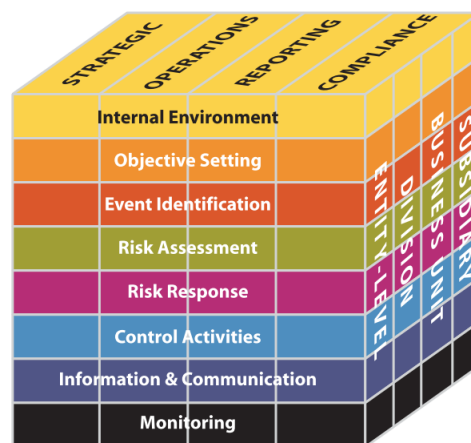 STRATEGIC
OPERATIONS
REPORTING
COMPLIANCE
Internal Environment
Objective Setting
Event Identification
Risk Assessment
Risk Response
Control Activities
Information & Communication
Monitoring
ENTITY-LEVEL
DIVISION
BUSINESS UNIT
SUBSIDIARY